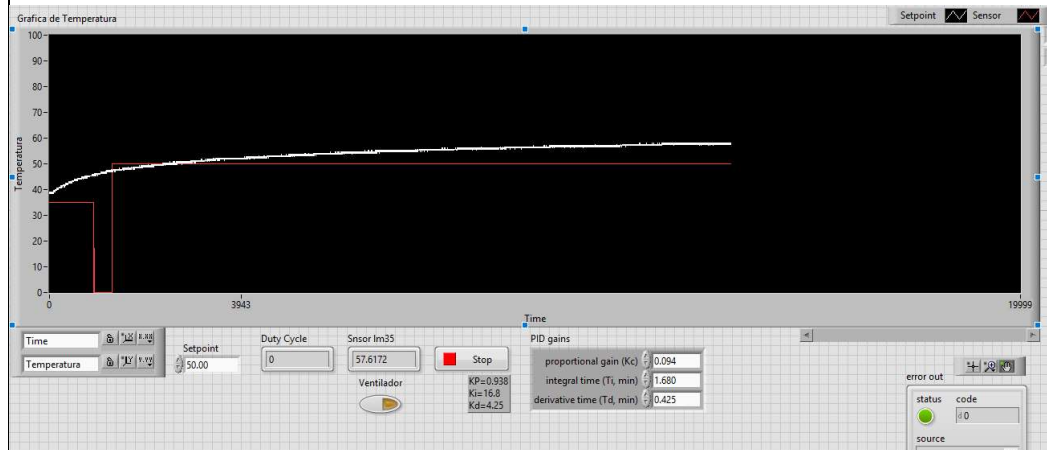 Grafica de Temperatura
Setpoint Sensor
100
90
80
70
60
50
40
30
20
10
0
Temperatura
0 3943 19999
Time
Time
Temperatura
Setpoint
50.00
Duty Cycle
0
Snsor lm35
57.6172
Ventilador
Stop
KP=0.938
Ki=16.8
Kd=4.25
PID gains
proportional gain (Kc) 0.094
integral time (Ti, min) 1.680
derivative time (Td, min) 0.425
error out
status code
d 0
source